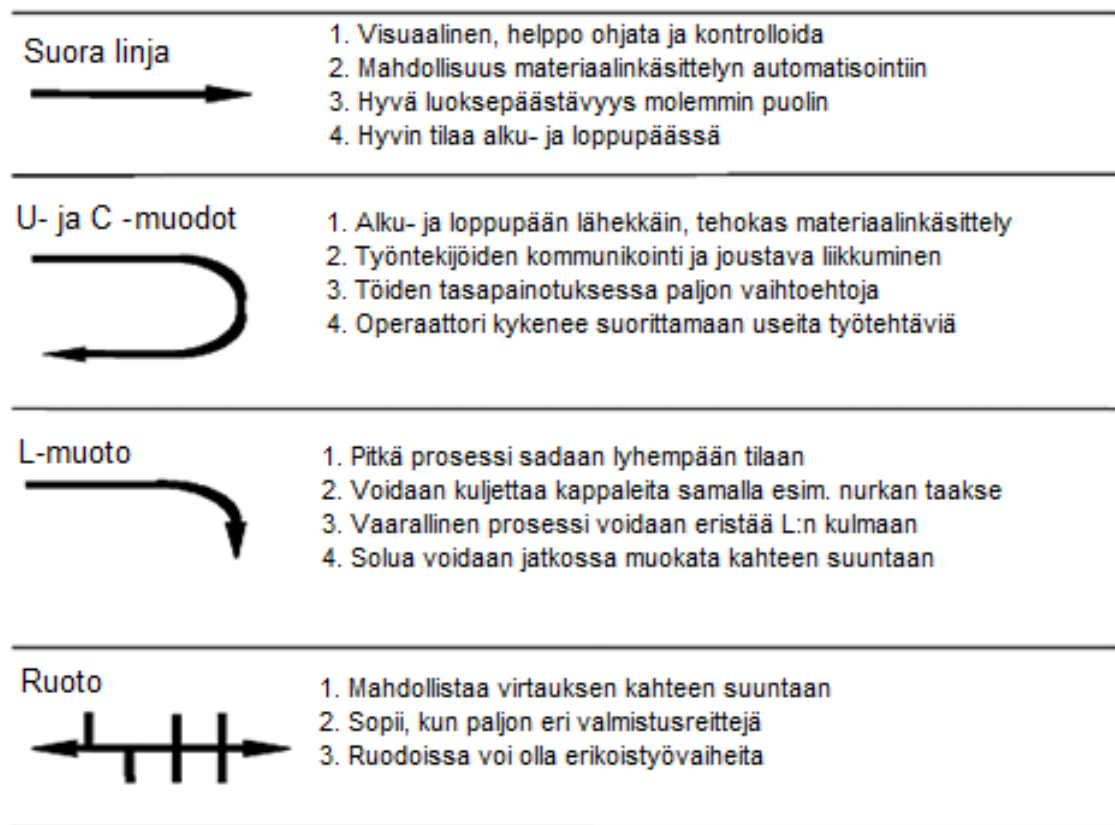 Suora linja
1. Visuaalinen, helppo ohjata ja kontrolloida
2. Mahdollisuus materiaalinkäsittelyn automatisointiin
3. Hyvä luoksepäästävyys molemmin puolin
4. Hyvin tilaa alku- ja loppupäässä
U- ja C -muodot
1. Alku- ja loppupään lähekkäin, tehokas materiaalinkäsittely
2. Työntekijöiden kommunikointi ja joustava liikkuminen
3. Töiden tasapainotuksessa paljon vaihtoehtoja
4. Operaattori kykenee suorittamaan useita työtehtäviä
L-muoto
1. Pitkä prosessi sadaan lyhempään tilaan
2. Voidaan kuljettaa kappaleita samalla esim. nurkan taakse
3. Vaarallinen prosessi voidaan eristää L:n kulmaan
4. Solua voidaan jatkossa muokata kahteen suuntaan
Ruoto
1. Mahdollistaa virtauksen kahteen suuntaan
2. Sopii, kun paljon eri valmistusreittejä
3. Ruodoissa voi olla erikoistyövaiheita